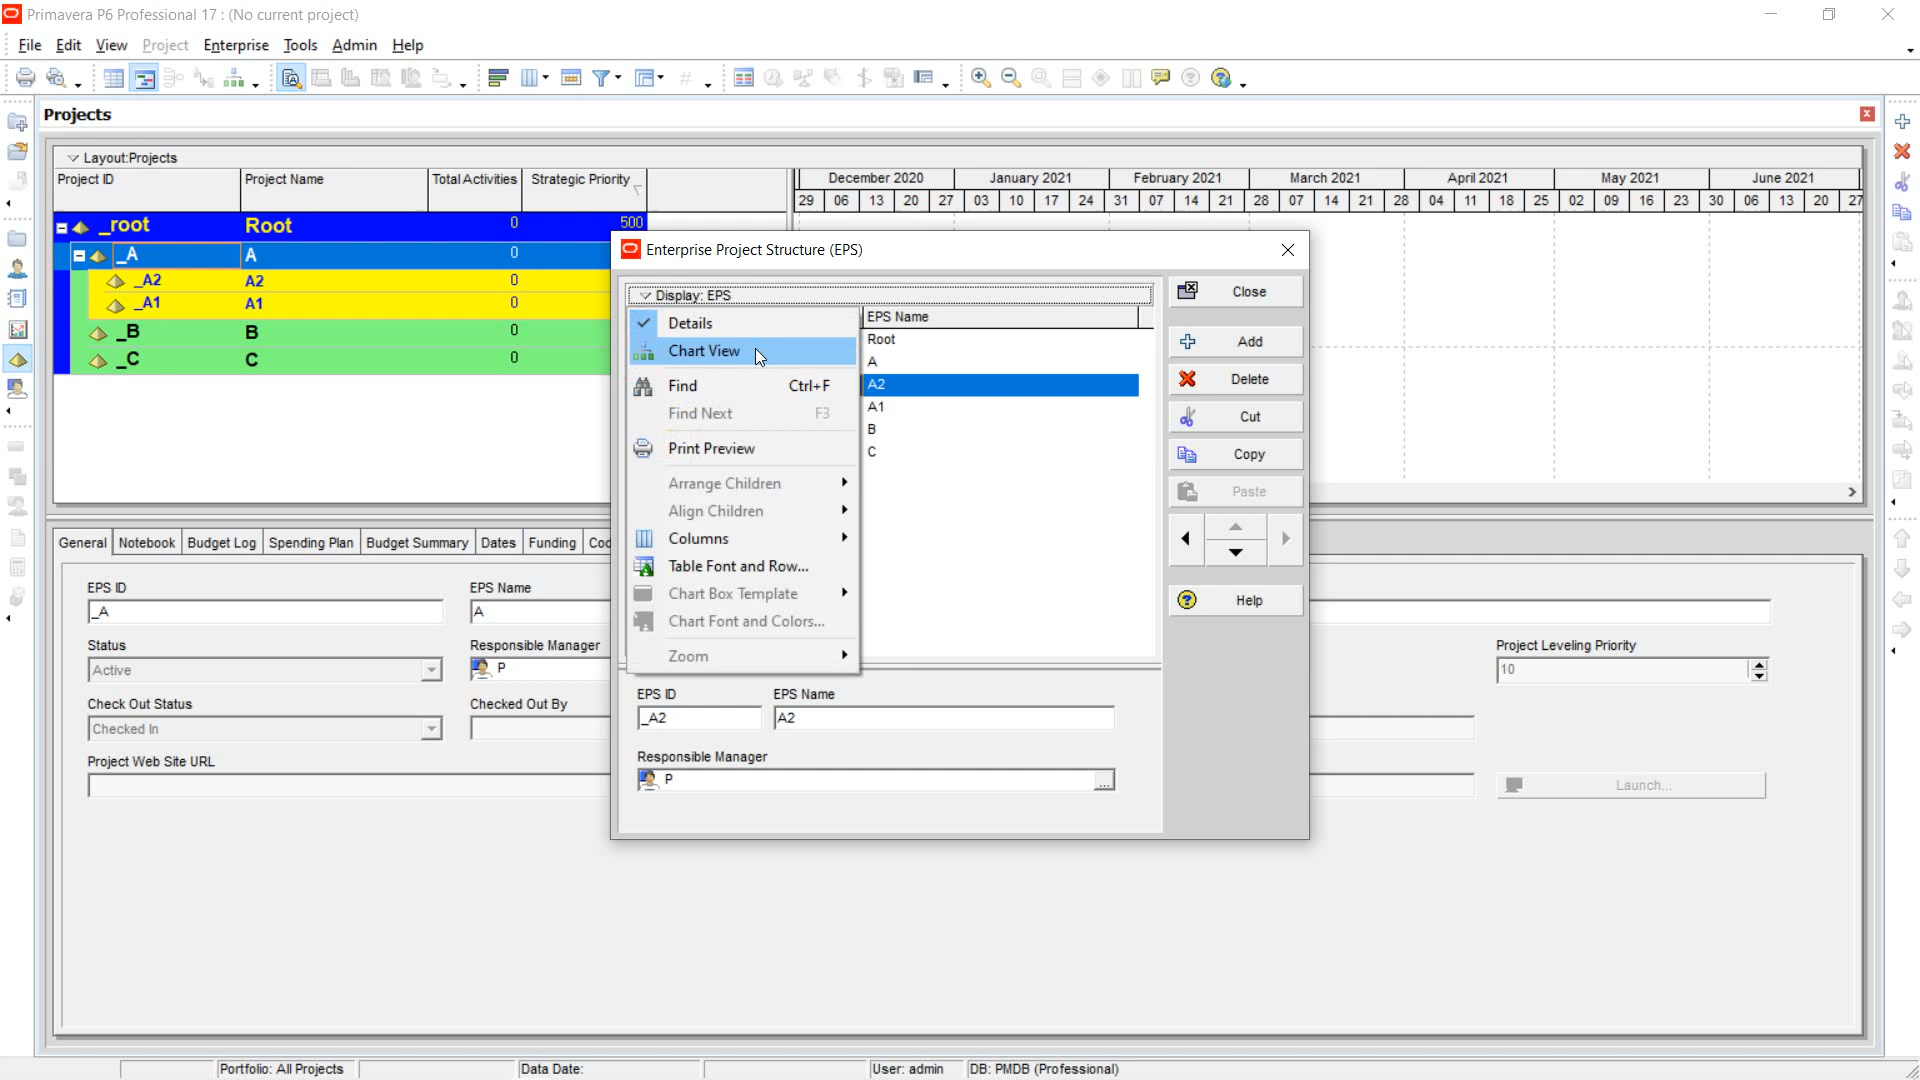 Primavera P6 Professional 17 : (No current project)
File Edit View Project Enterprise Tools Admin Help
Projects
Layout:Projects
Project ID Project Name Total Activities Strategic Priority
December 2020 January 2021 February 2021 March 2021 April 2021 May 2021 June 2021
29 06 13 20 27 03 10 17 24 31 07 14 21 28 07 14 21 28 04 11 18 25 02 09 16 23 30 06 13 20 27
_root Root 0 500
_A A 0
_A2 A2 0
_A1 A1 0
_B B 0
_C C 0
Enterprise Project Structure (EPS)
Display: EPS
EPS Name
Root
A
A2
A1
B
C
Details
Chart View
Find Ctrl+F
Find Next F3
Print Preview
Arrange Children
Align Children
Columns
Table Font and Row...
Chart Box Template
Chart Font and Colors...
Zoom
Close
Add
Delete
Cut
Copy
Paste
Help
EPS ID EPS Name
_A2 A2
Responsible Manager
P
...
General Notebook Budget Log Spending Plan Budget Summary Dates Funding Cod
EPS ID EPS Name
_A A
Status Responsible Manager Project Leveling Priority
Active P 10
Check Out Status Checked Out By
Checked In
Project Web Site URL
Launch...
Portfolio: All Projects Data Date: User: admin DB: PMDB (Professional)